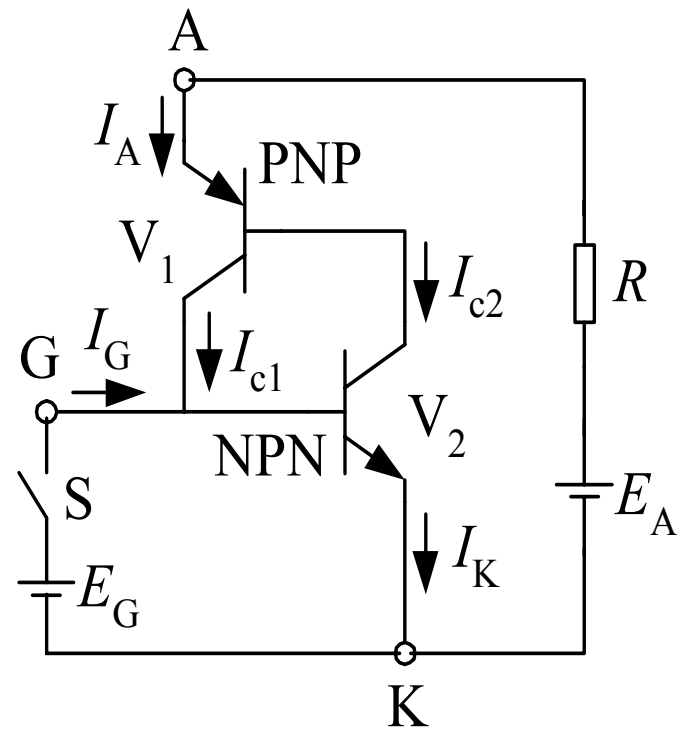 A
I_A
PNP
V_1
I_c2
R
G
I_G
I_c1
V_2
NPN
S
E_A
I_K
E_G
K